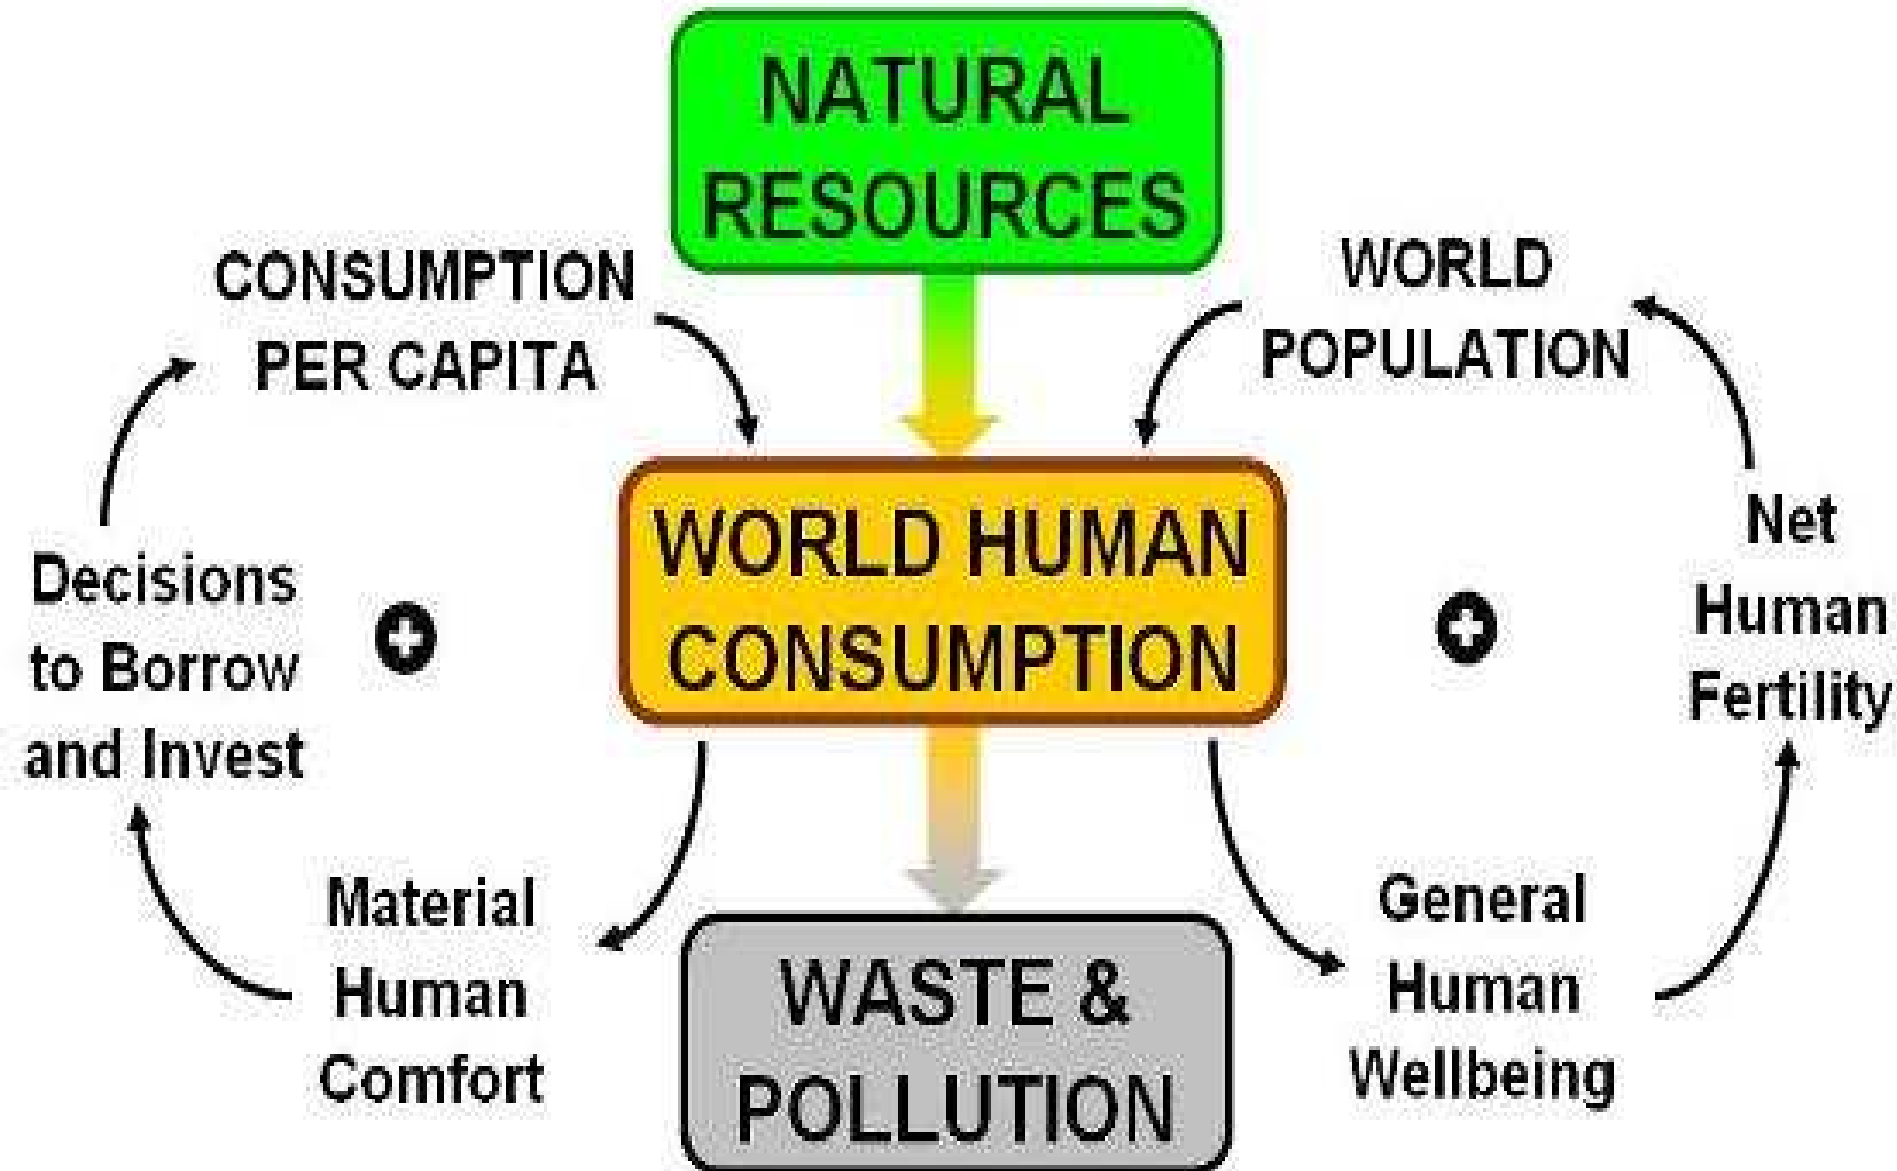 NATURAL
RESOURCES
CONSUMPTION
PER CAPITA
WORLD
POPULATION
WORLD HUMAN
CONSUMPTION
Decisions
to Borrow
and Invest
Net
Human
Fertility
Material
Human
Comfort
General
Human
Wellbeing
WASTE &
POLLUTION